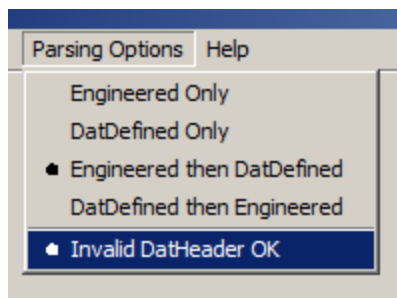 Parsing Options Help
Engineered Only
DatDefined Only
Engineered then DatDefined
DatDefined then Engineered
Invalid DatHeader OK